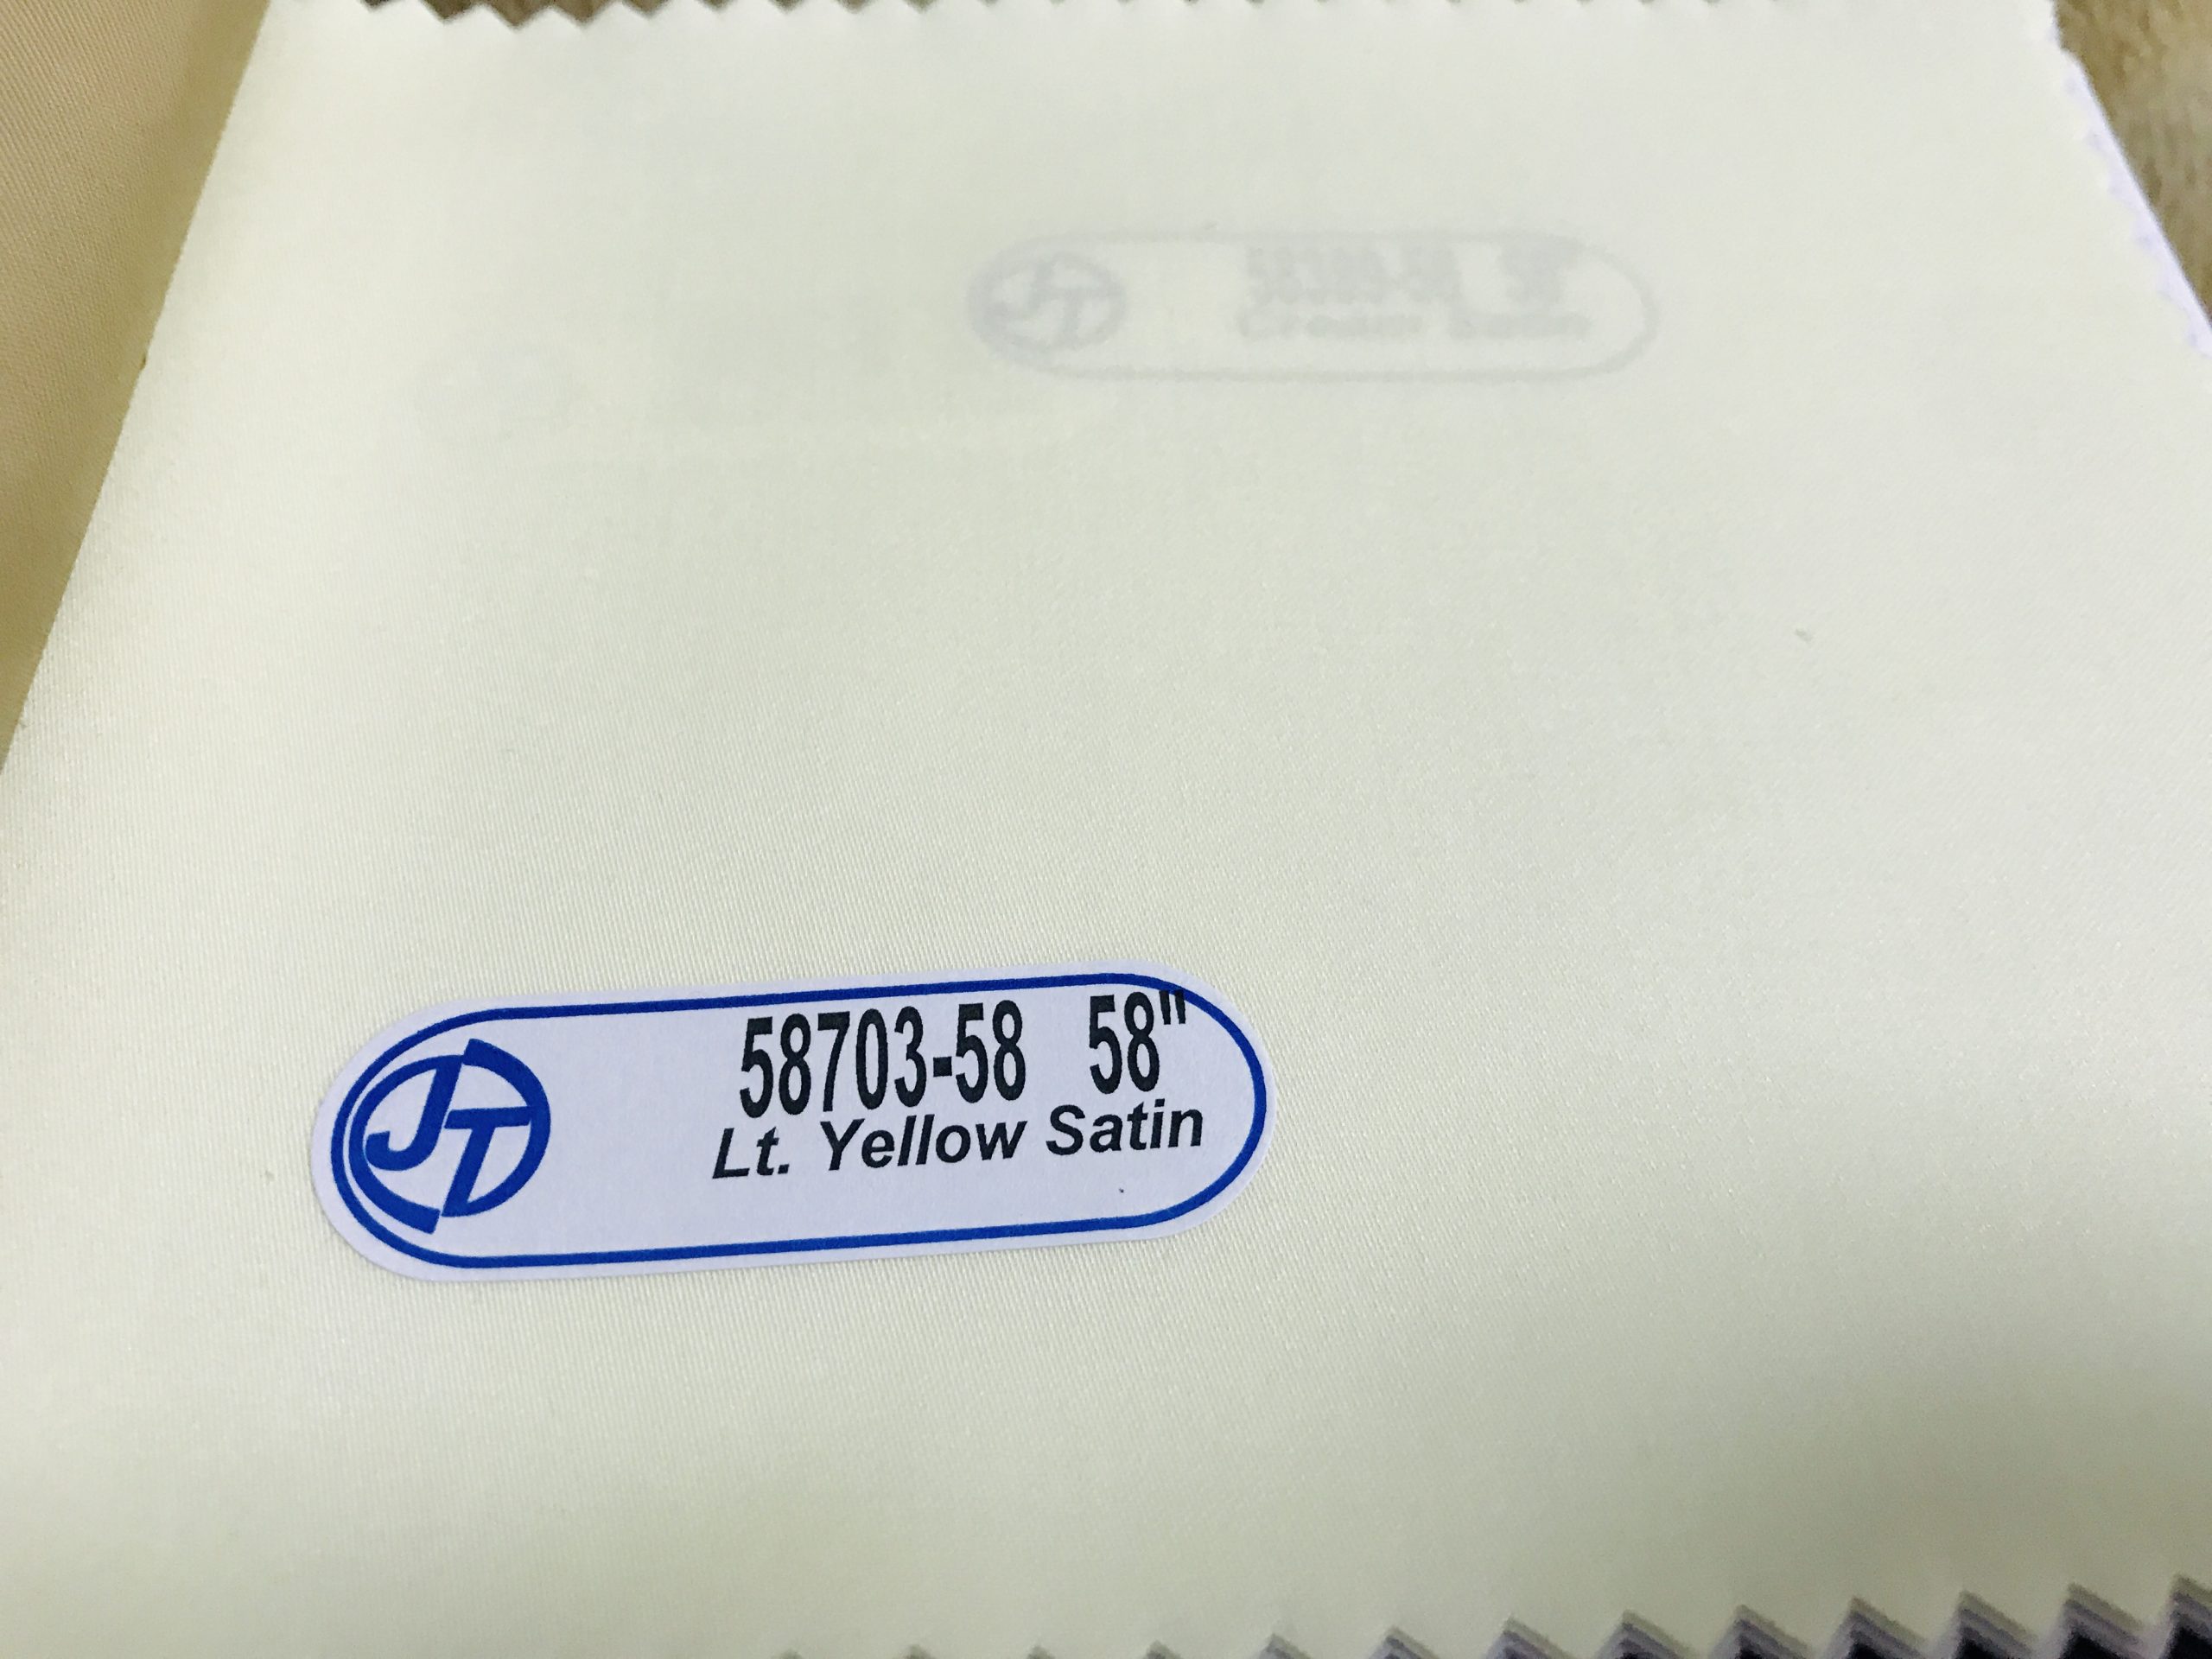 JT
58703-58 58"
Lt. Yellow Satin